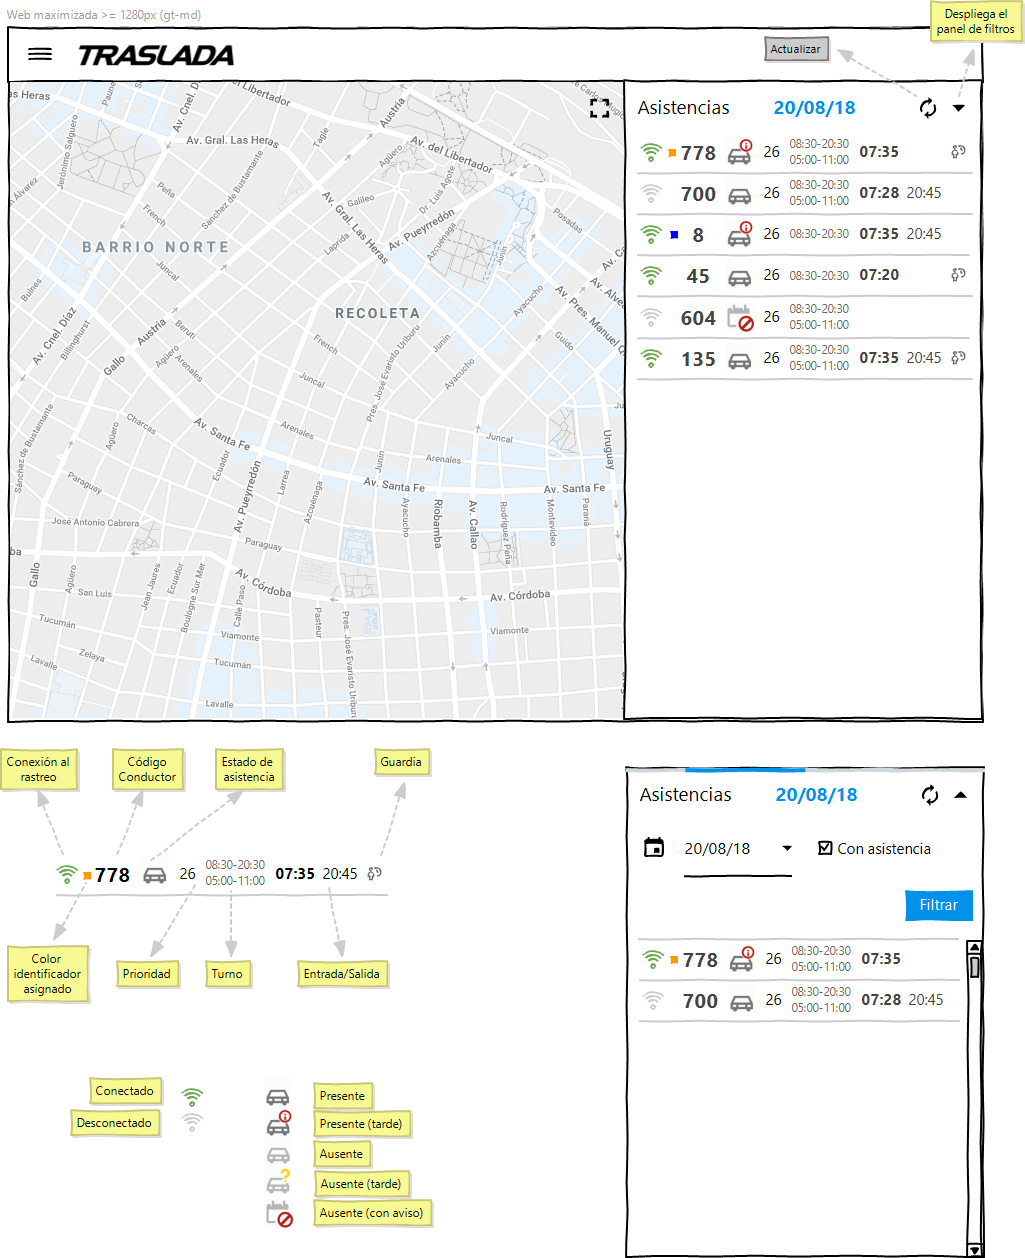 Web maximizada >= 1280px (gt-md)
Despliega el
panel de filtros
TRASLADA
Actualizar
Asistencias 20/08/18
778 26 08:30-20:30 05:00-11:00 07:35
700 26 08:30-20:30 05:00-11:00 07:28 20:45
8 26 08:30-20:30 07:35 20:45
45 26 08:30-20:30 07:20
604 26 08:30-20:30 05:00-11:00
135 26 08:30-20:30 05:00-11:00 07:35 20:45
as Heras
Av. Cnel. Díaz
Av. del Libertador
Jerónimo Salguero
Av. Gral. Las Heras
Tagle
Austria
Agüero
Av. del Libertador
Peña
French
Sánchez de Bustamante
Galileo
Dr. Luis Agote
Av. Gral. Las Heras
Av. Pueyrredón
Azcuénaga
Laprida
Junín
Posadas
BARRIO NORTE
Juncal
French
Bulnes
Av. Cnel. Díaz
Billinghurst
Austria
Beruti
RECOLETA
Ayacucho
Av. Pres. Manuel Q
Guido
Junín
Gallo
Agüero
Arenales
French
Pres. José Evaristo Uriburu
Ayacucho
Juncal
Sánchez de Bustamante
Charcas
Agüero
Av. Santa Fe
Arenales
Juncal
Uruguay
Paraguay
Ecuador
Av. Pueyrredón
Larrea
Azcuénaga
Junín
Arenales
Av. Santa Fe
Av. Santa Fe
Ayacucho
Riobamba
Av. Callao
Rodríguez Peña
Montevideo
Paraná
José Antonio Cabrera
Paraguay
ba
Gallo
Agüero
San Luis
Jean Jaures
Ecuador
Boulogne Sur Mer
Calle Paso
Av. Córdoba
Av. Córdoba
Pasteur
Pres. José Evaristo Uriburu
Tucumán
Viamonte
Viamonte
Zelaya
Lavalle
Tucumán
Lavalle
Conexión al
rastreo
Código
Conductor
Estado de
asistencia
Guardia
778 26 08:30-20:30 05:00-11:00 07:35 20:45
Color
identificador
asignado
Prioridad
Turno
Entrada/Salida
Asistencias 20/08/18
20/08/18 Con asistencia
Filtrar
778 26 08:30-20:30 05:00-11:00 07:35
700 26 08:30-20:30 05:00-11:00 07:28 20:45
Conectado
Desconectado
Presente
Presente (tarde)
Ausente
Ausente (tarde)
Ausente (con aviso)